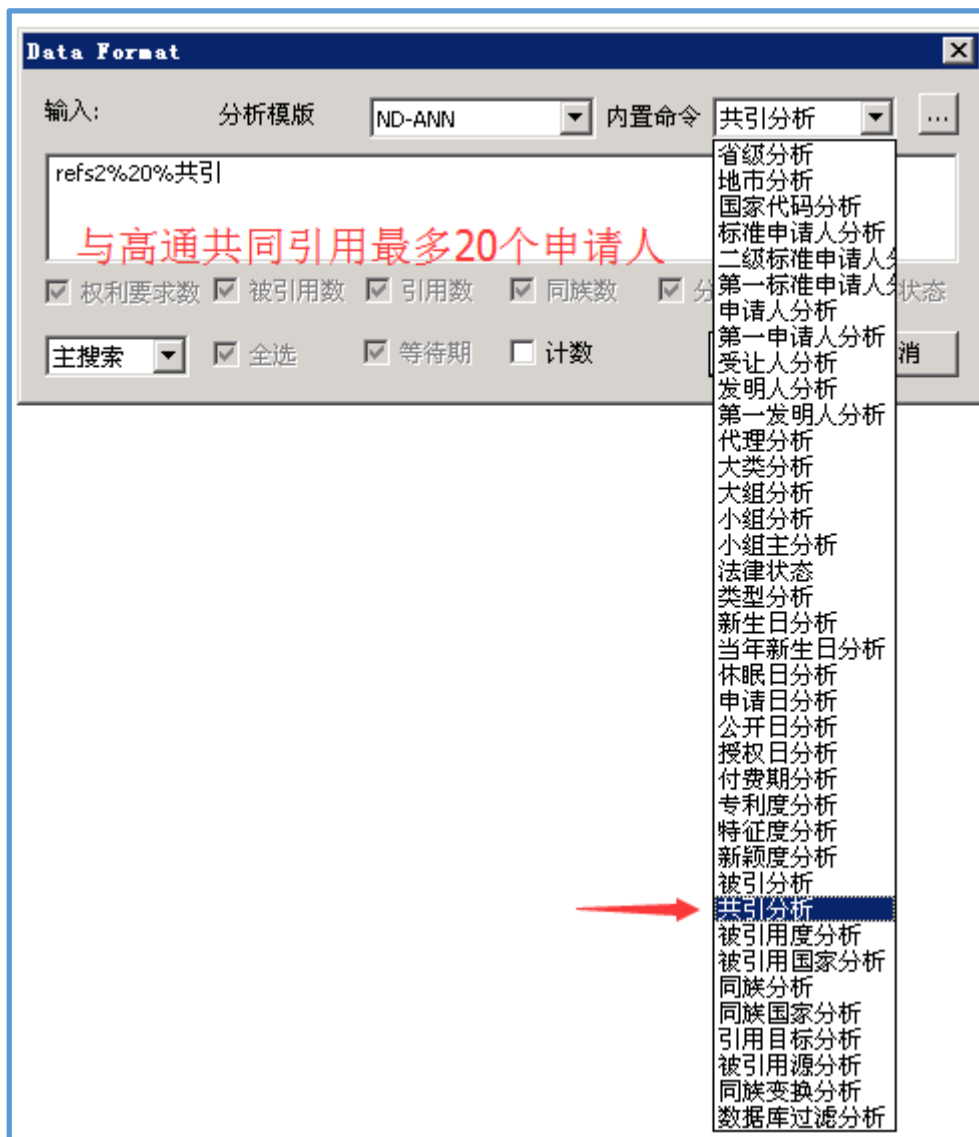 Data Format
输入: 分析模版 ND-ANN 内置命令 共引分析 ...
refs2%20%共引
与高通共同引用最多20个申请人
权利要求数 被引用数 引用数 同族数 分 状态
主搜索 全选 等待期 计数 消
省级分析
地市分析
国家代码分析
标准申请人分析
二级标准申请人分
第一标准申请人分
申请人分析
第一申请人分析
受让人分析
发明人分析
第一发明人分析
代理分析
大类分析
大组分析
小组分析
小组主分析
法律状态
类型分析
新生日分析
当年新生日分析
休眠日分析
申请日分析
公开日分析
授权日分析
付费期分析
专利度分析
特征度分析
新颖度分析
被引分析
共引分析
被引用度分析
被引用国家分析
同族分析
同族国家分析
引用目标分析
被引用源分析
同族变换分析
数据库过滤分析